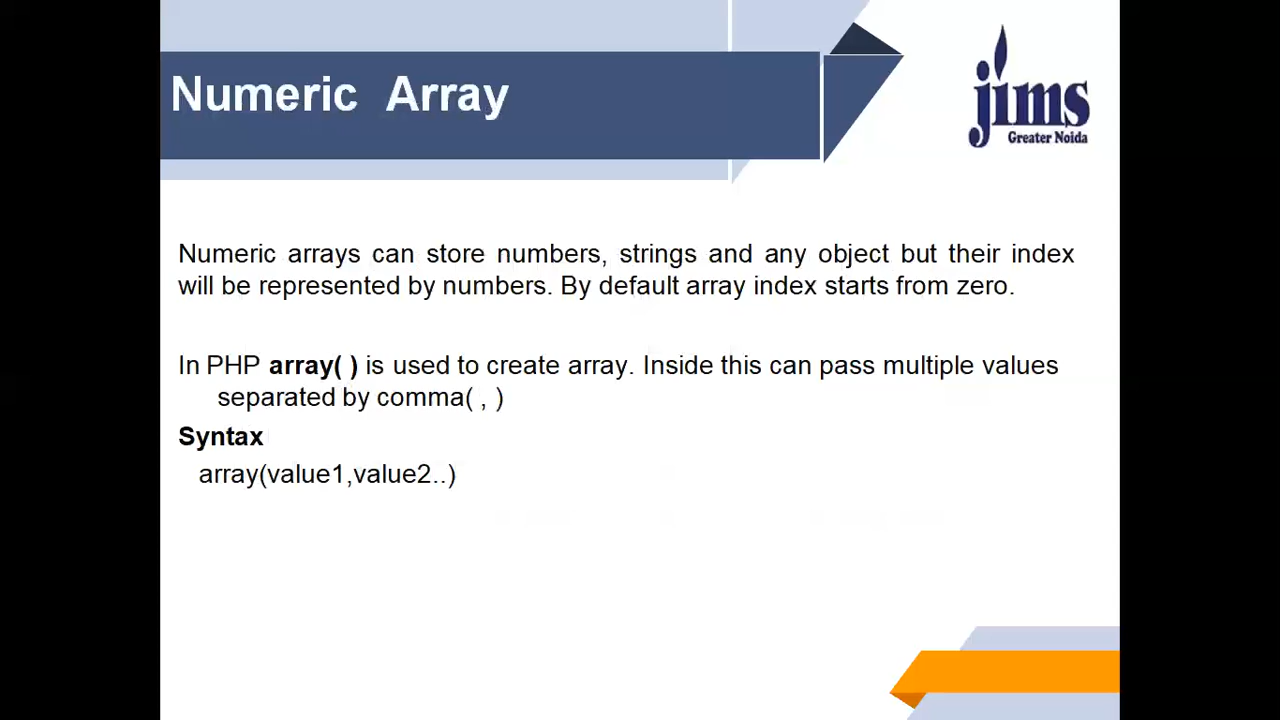 Numeric Array
jims
Greater Noida
Numeric arrays can store numbers, strings and any object but their index
will be represented by numbers. By default array index starts from zero.
In PHP array( ) is used to create array. Inside this can pass multiple values
separated by comma( , )
Syntax
array(value1,value2..)